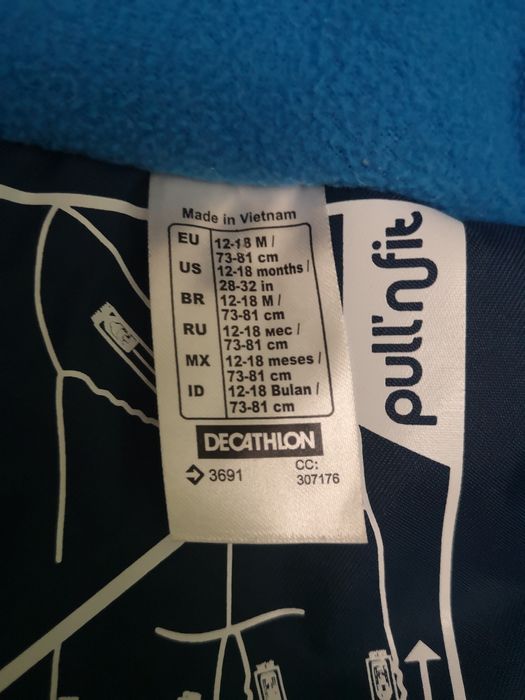 Made in Vietnam
EU 12-18 M /
73-81 cm
US 12-18 months /
28-32 in
BR 12-18 M /
73-81 cm
RU 12-18 мес /
73-81 cm
MX 12-18 meses /
73-81 cm
ID 12-18 Bulan /
73-81 cm
DECATHLON
3691
CC:
307176
pull'n fit